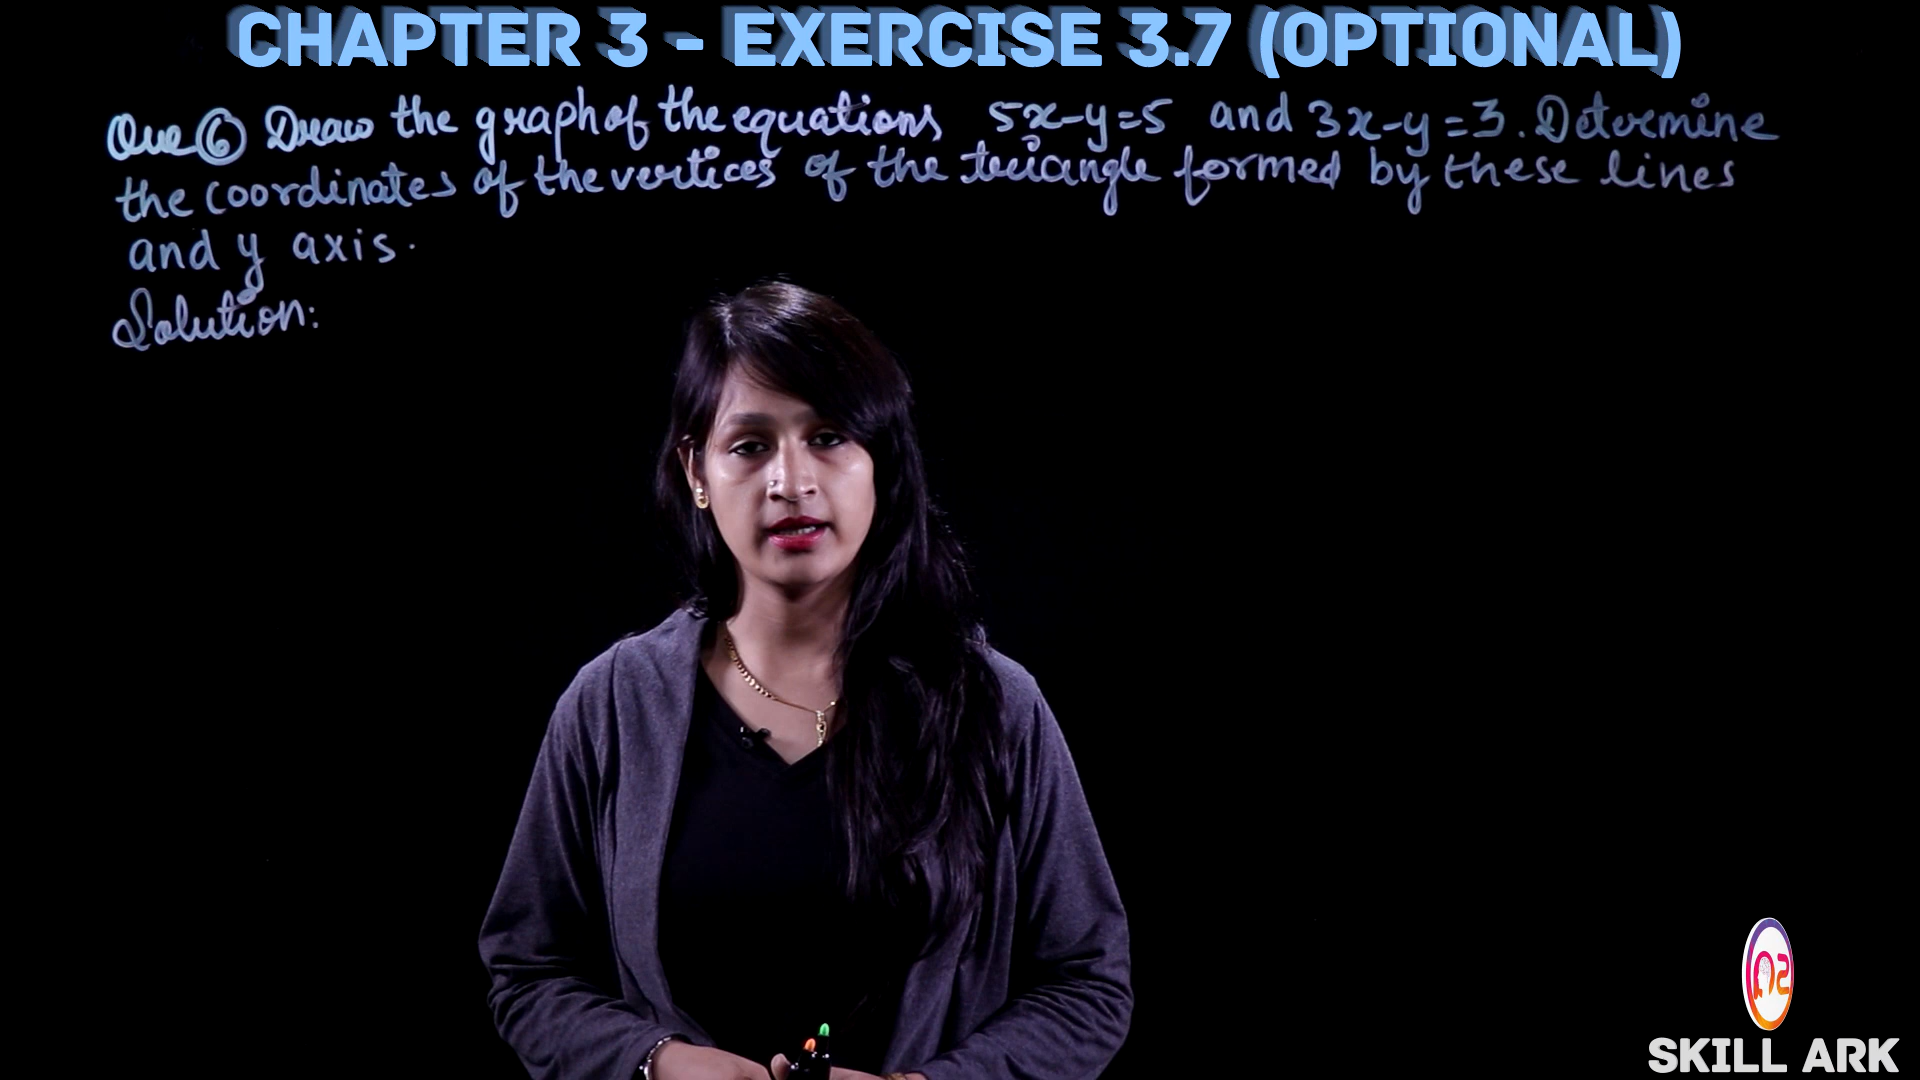 CHAPTER 3 - EXERCISE 3.7 (OPTIONAL)
Que 6 Draw the graph of the equations 5x-y=5 and 3x-y=3. Determine
the coordinates of the vertices of the triangle formed by these lines
and y axis.
Solution:
SKILL ARK